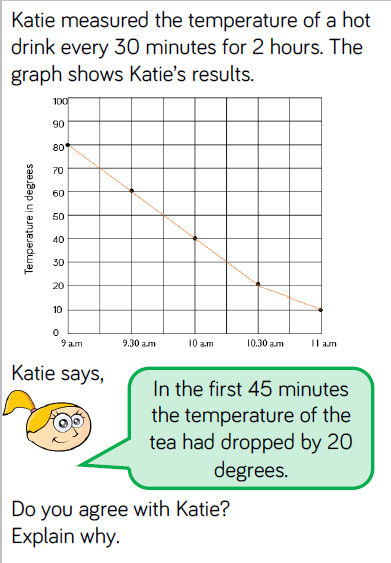 Katie measured the temperature of a hot
drink every 30 minutes for 2 hours. The
graph shows Katie's results.
Temperature in degrees
100
90
80
70
60
50
40
30
20
10
0
9 a.m
9.30 a.m
10 a.m
10.30 a.m
11 a.m
Katie says,
In the first 45 minutes
the temperature of the
tea had dropped by 20
degrees.
Do you agree with Katie?
Explain why.